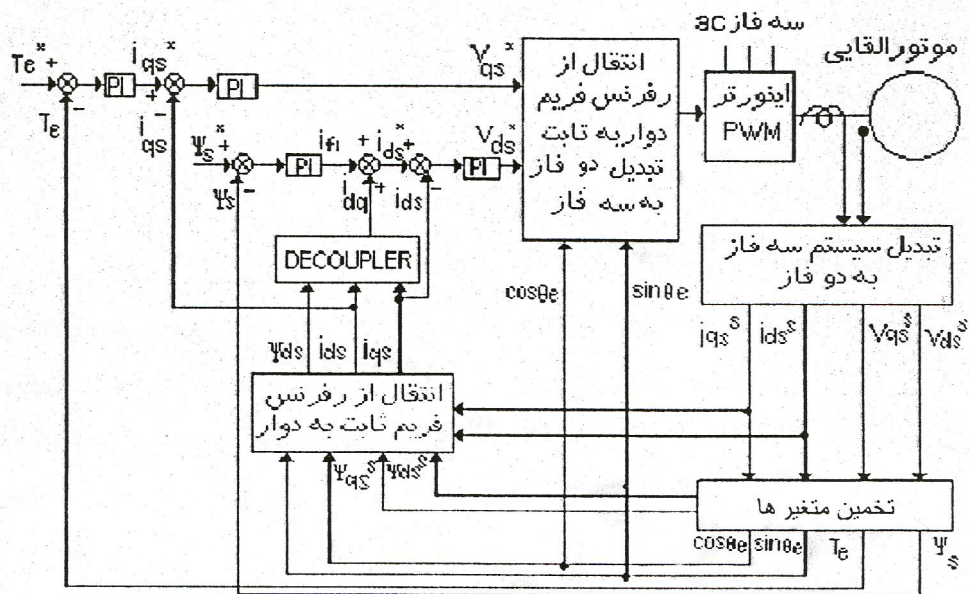 سه فاز ac
موتور القایی
Te*
+
-
Te
PI
iqs*
+
-
iqs
PI
Vqs*
انتقال از
رفرنس فریم
دوار به ثابت
تبدیل دو فاز
به سه فاز
اینورتر
PWM
Ψs*
+
-
Ψs
PI
if1
+
+
idq
ids*
+
-
ids
PI
Vds*
DECOUPLER
cosθe
sinθe
تبدیل سیستم سه فاز
به دو فاز
Ψds
ids
iqs
iqs^s
ids^s
Vqs^s
Vds^s
انتقال از رفرنس
فریم ثابت به دوار
Ψqs^s
Ψds^s
تخمین متغیر ها
cosθe
sinθe
Te
Ψs